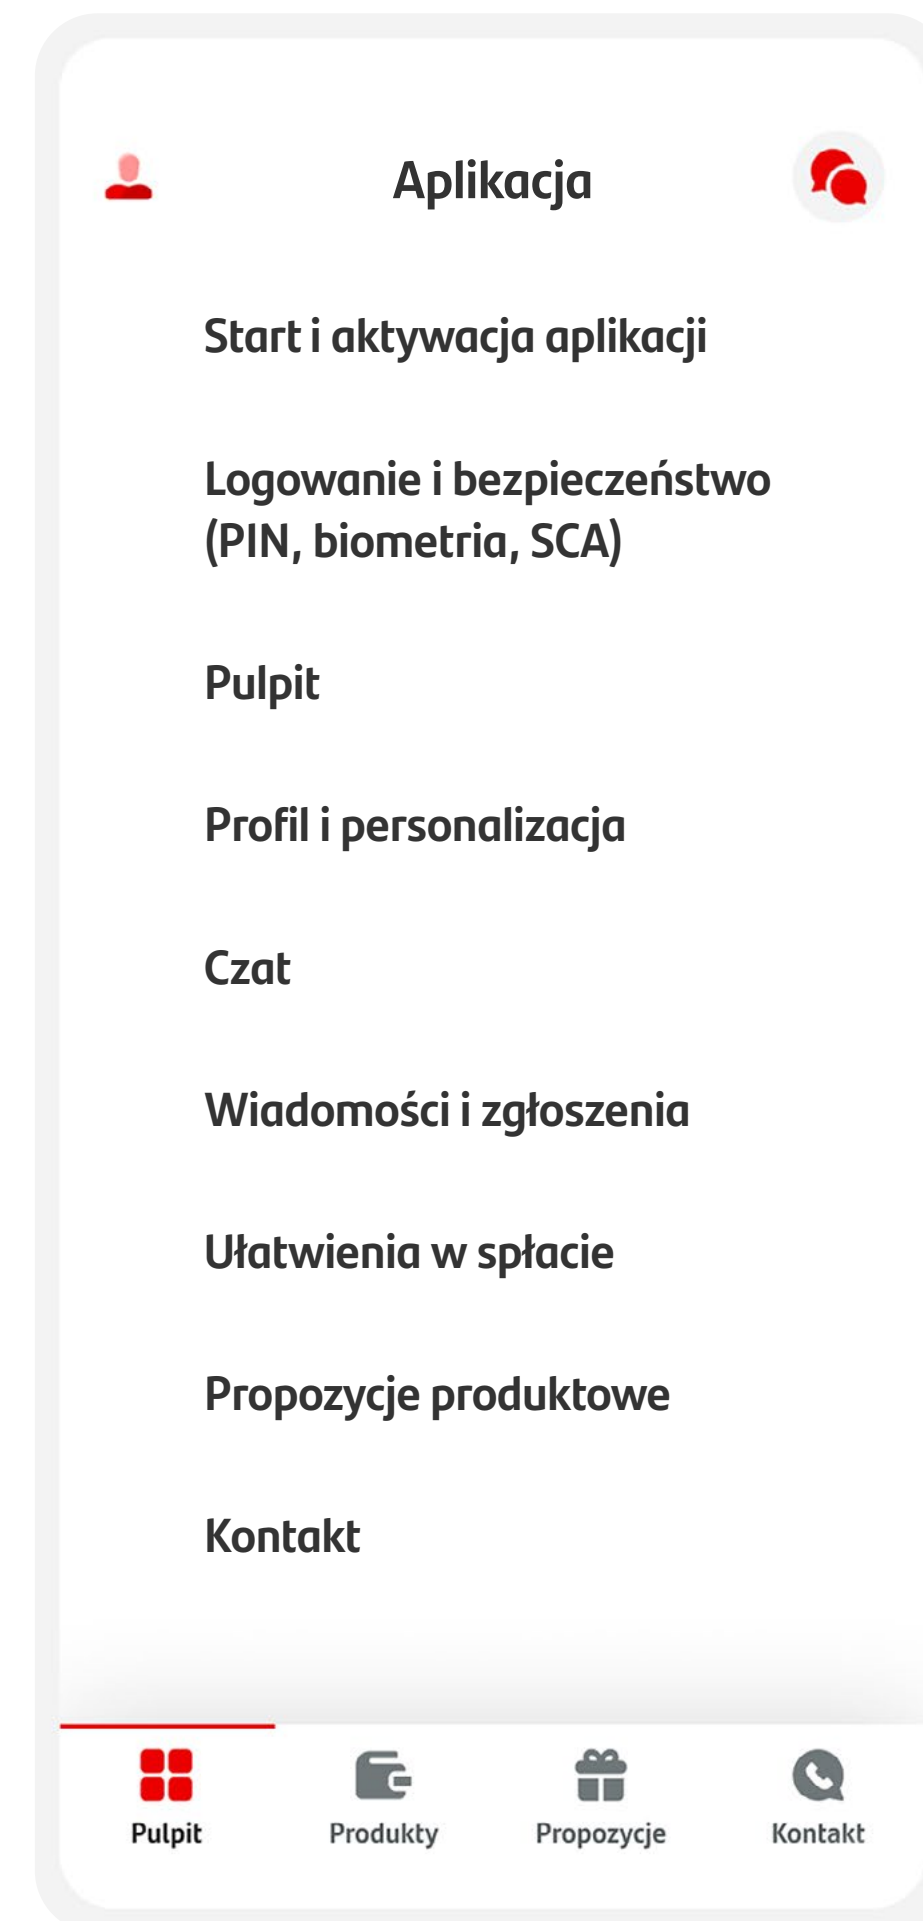 Aplikacja
Start i aktywacja aplikacji
Logowanie i bezpieczeństwo
(PIN, biometria, SCA)
Pulpit
Profil i personalizacja
Czat
Wiadomości i zgłoszenia
Ułatwienia w spłacie
Propozycje produktowe
Kontakt
Pulpit
Produkty
Propozycje
Kontakt